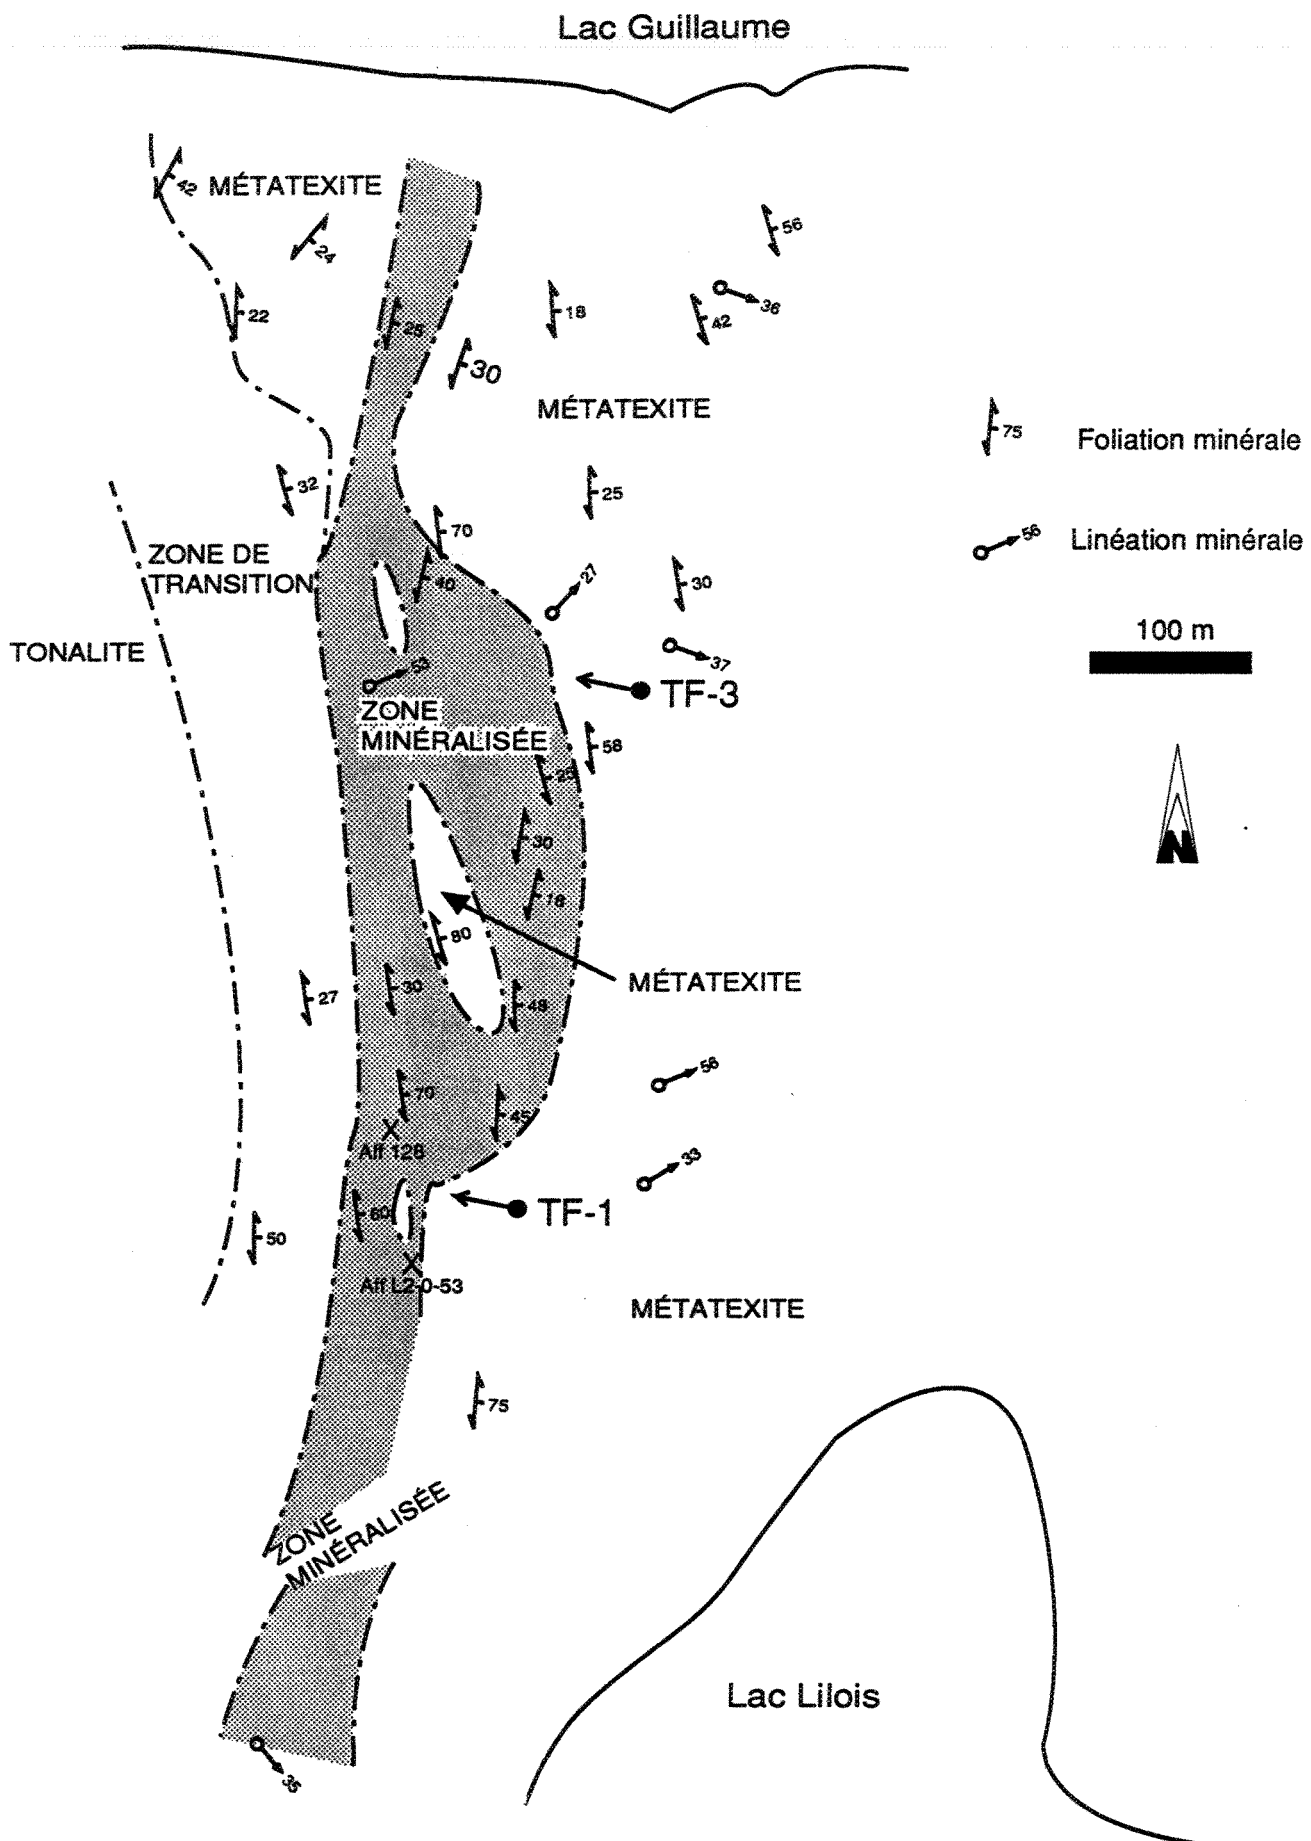 Lac Guillaume
42
MÉTATEXITE
24
56
36
22
18
42
28
30
MÉTATEXITE
75
Foliation minérale
32
25
70
56
Linéation minérale
ZONE DE
TRANSITION
40
27
30
TONALITE
100 m
37
53
TF-3
ZONE
MINÉRALISÉE
58
25
30
N
18
80
MÉTATEXITE
27
30
48
56
70
45
Aff 128
33
60
TF-1
50
Aff L2-0-53
MÉTATEXITE
75
ZONE
MINÉRALISÉE
Lac Lilois
35